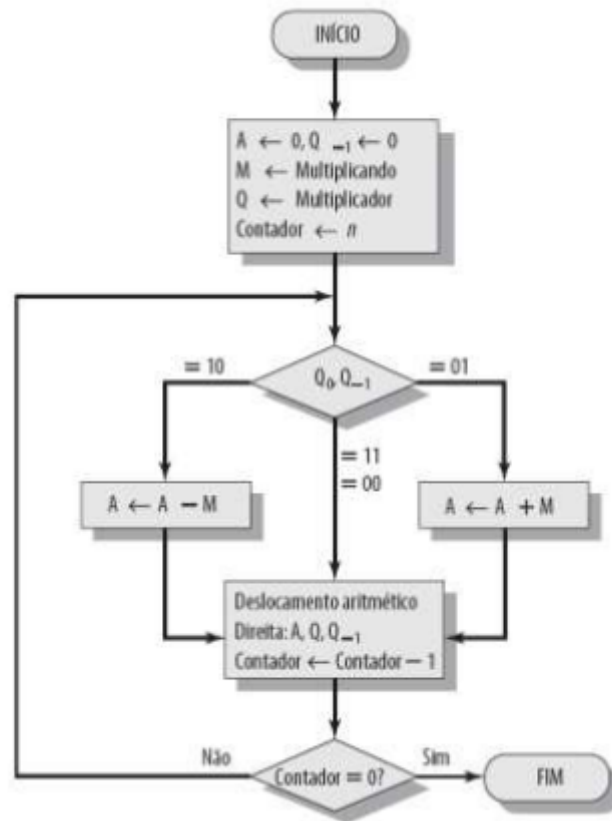 INÍCIO
A ← 0, Q₋₁ ← 0
M ← Multiplicando
Q ← Multiplicador
Contador ← n
= 10
Q₀, Q₋₁
= 01
= 11
= 00
A ← A − M
A ← A + M
Deslocamento aritmético
Direita: A, Q, Q₋₁
Contador ← Contador − 1
Não
Contador = 0?
Sim
FIM